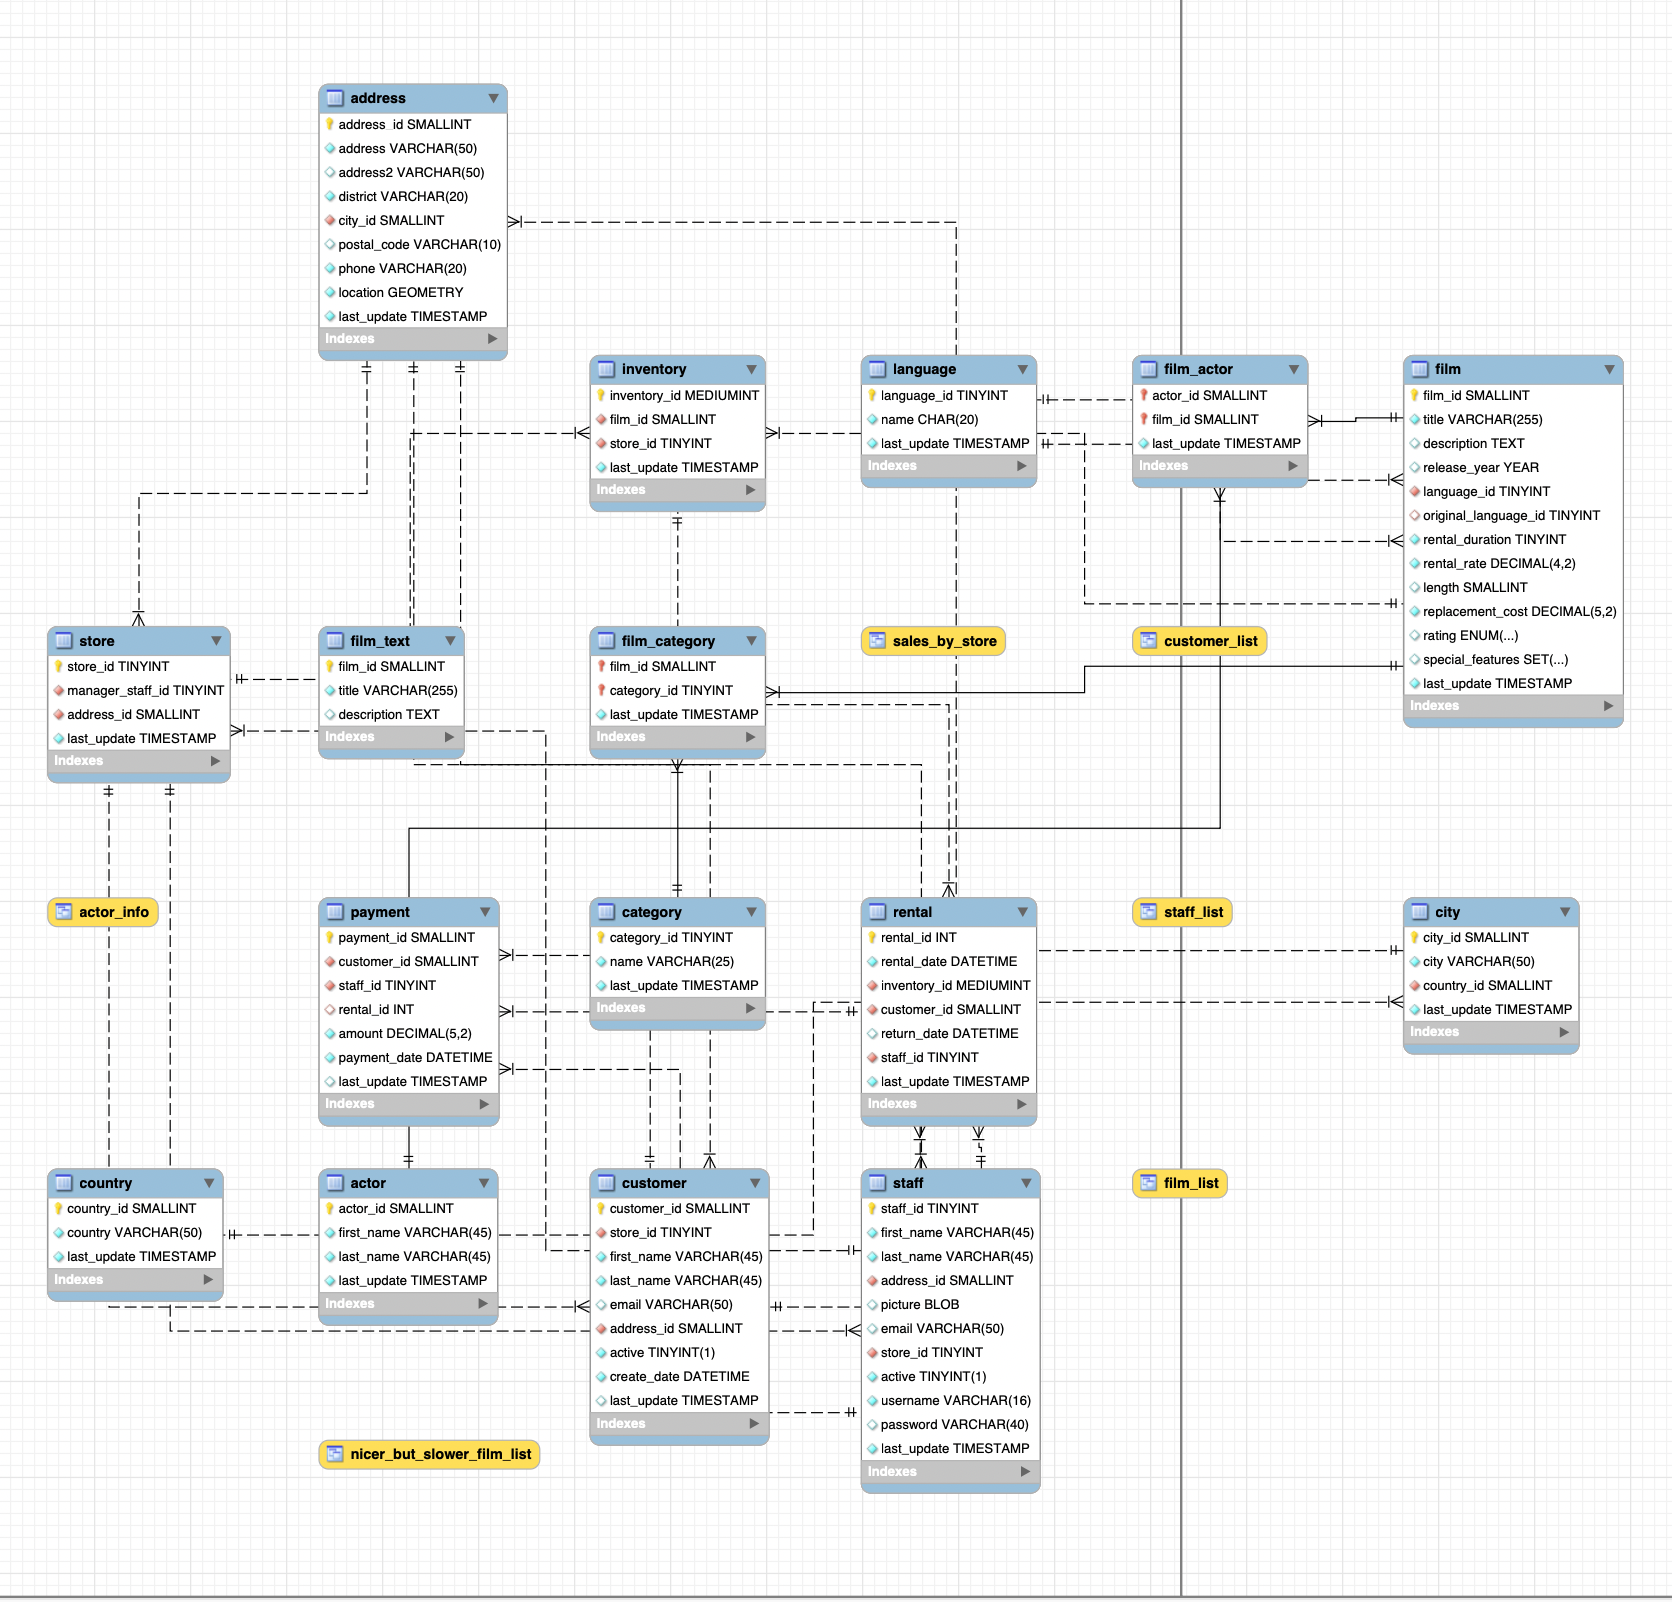 address
address_id SMALLINT
address VARCHAR(50)
address2 VARCHAR(50)
district VARCHAR(20)
city_id SMALLINT
postal_code VARCHAR(10)
phone VARCHAR(20)
location GEOMETRY
last_update TIMESTAMP
Indexes
inventory
inventory_id MEDIUMINT
film_id SMALLINT
store_id TINYINT
last_update TIMESTAMP
Indexes
language
language_id TINYINT
name CHAR(20)
last_update TIMESTAMP
Indexes
film_actor
actor_id SMALLINT
film_id SMALLINT
last_update TIMESTAMP
Indexes
film
film_id SMALLINT
title VARCHAR(255)
description TEXT
release_year YEAR
language_id TINYINT
original_language_id TINYINT
rental_duration TINYINT
rental_rate DECIMAL(4,2)
length SMALLINT
replacement_cost DECIMAL(5,2)
rating ENUM(...)
special_features SET(...)
last_update TIMESTAMP
Indexes
store
store_id TINYINT
manager_staff_id TINYINT
address_id SMALLINT
last_update TIMESTAMP
Indexes
film_text
film_id SMALLINT
title VARCHAR(255)
description TEXT
Indexes
film_category
film_id SMALLINT
category_id TINYINT
last_update TIMESTAMP
Indexes
sales_by_store
customer_list
actor_info
payment
payment_id SMALLINT
customer_id SMALLINT
staff_id TINYINT
rental_id INT
amount DECIMAL(5,2)
payment_date DATETIME
last_update TIMESTAMP
Indexes
category
category_id TINYINT
name VARCHAR(25)
last_update TIMESTAMP
Indexes
rental
rental_id INT
rental_date DATETIME
inventory_id MEDIUMINT
customer_id SMALLINT
return_date DATETIME
staff_id TINYINT
last_update TIMESTAMP
Indexes
staff_list
city
city_id SMALLINT
city VARCHAR(50)
country_id SMALLINT
last_update TIMESTAMP
Indexes
country
country_id SMALLINT
country VARCHAR(50)
last_update TIMESTAMP
Indexes
actor
actor_id SMALLINT
first_name VARCHAR(45)
last_name VARCHAR(45)
last_update TIMESTAMP
Indexes
customer
customer_id SMALLINT
store_id TINYINT
first_name VARCHAR(45)
last_name VARCHAR(45)
email VARCHAR(50)
address_id SMALLINT
active TINYINT(1)
create_date DATETIME
last_update TIMESTAMP
Indexes
staff
staff_id TINYINT
first_name VARCHAR(45)
last_name VARCHAR(45)
address_id SMALLINT
picture BLOB
email VARCHAR(50)
store_id TINYINT
active TINYINT(1)
username VARCHAR(16)
password VARCHAR(40)
last_update TIMESTAMP
Indexes
film_list
nicer_but_slower_film_list